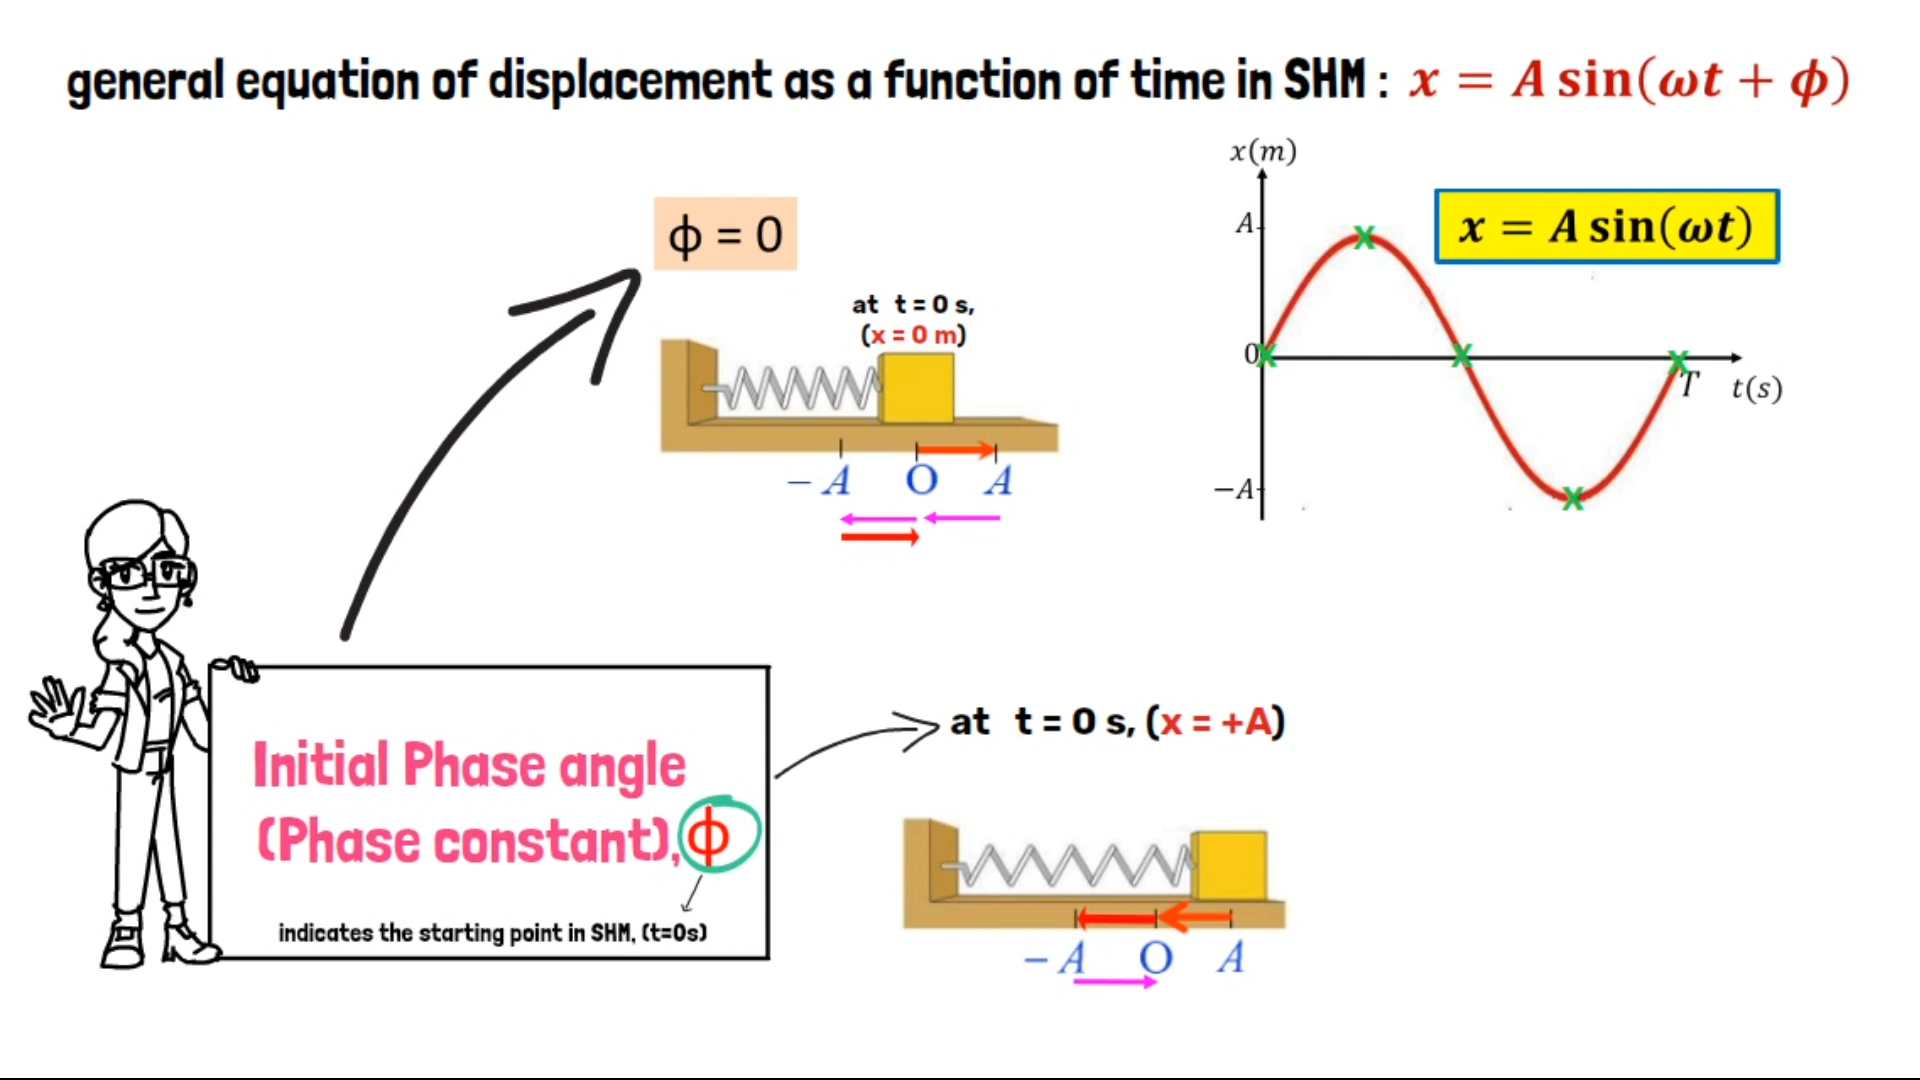 general equation of displacement as a function of time in SHM : x = A sin(ωt + ϕ)
x(m)
ϕ = 0
A
x = A sin(ωt)
at t = 0 s,
(x = 0 m)
0
T
t(s)
– A O A
−A
at t = 0 s, (x = +A)
Initial Phase angle
(Phase constant), ϕ
indicates the starting point in SHM, (t=0s)
– A O A